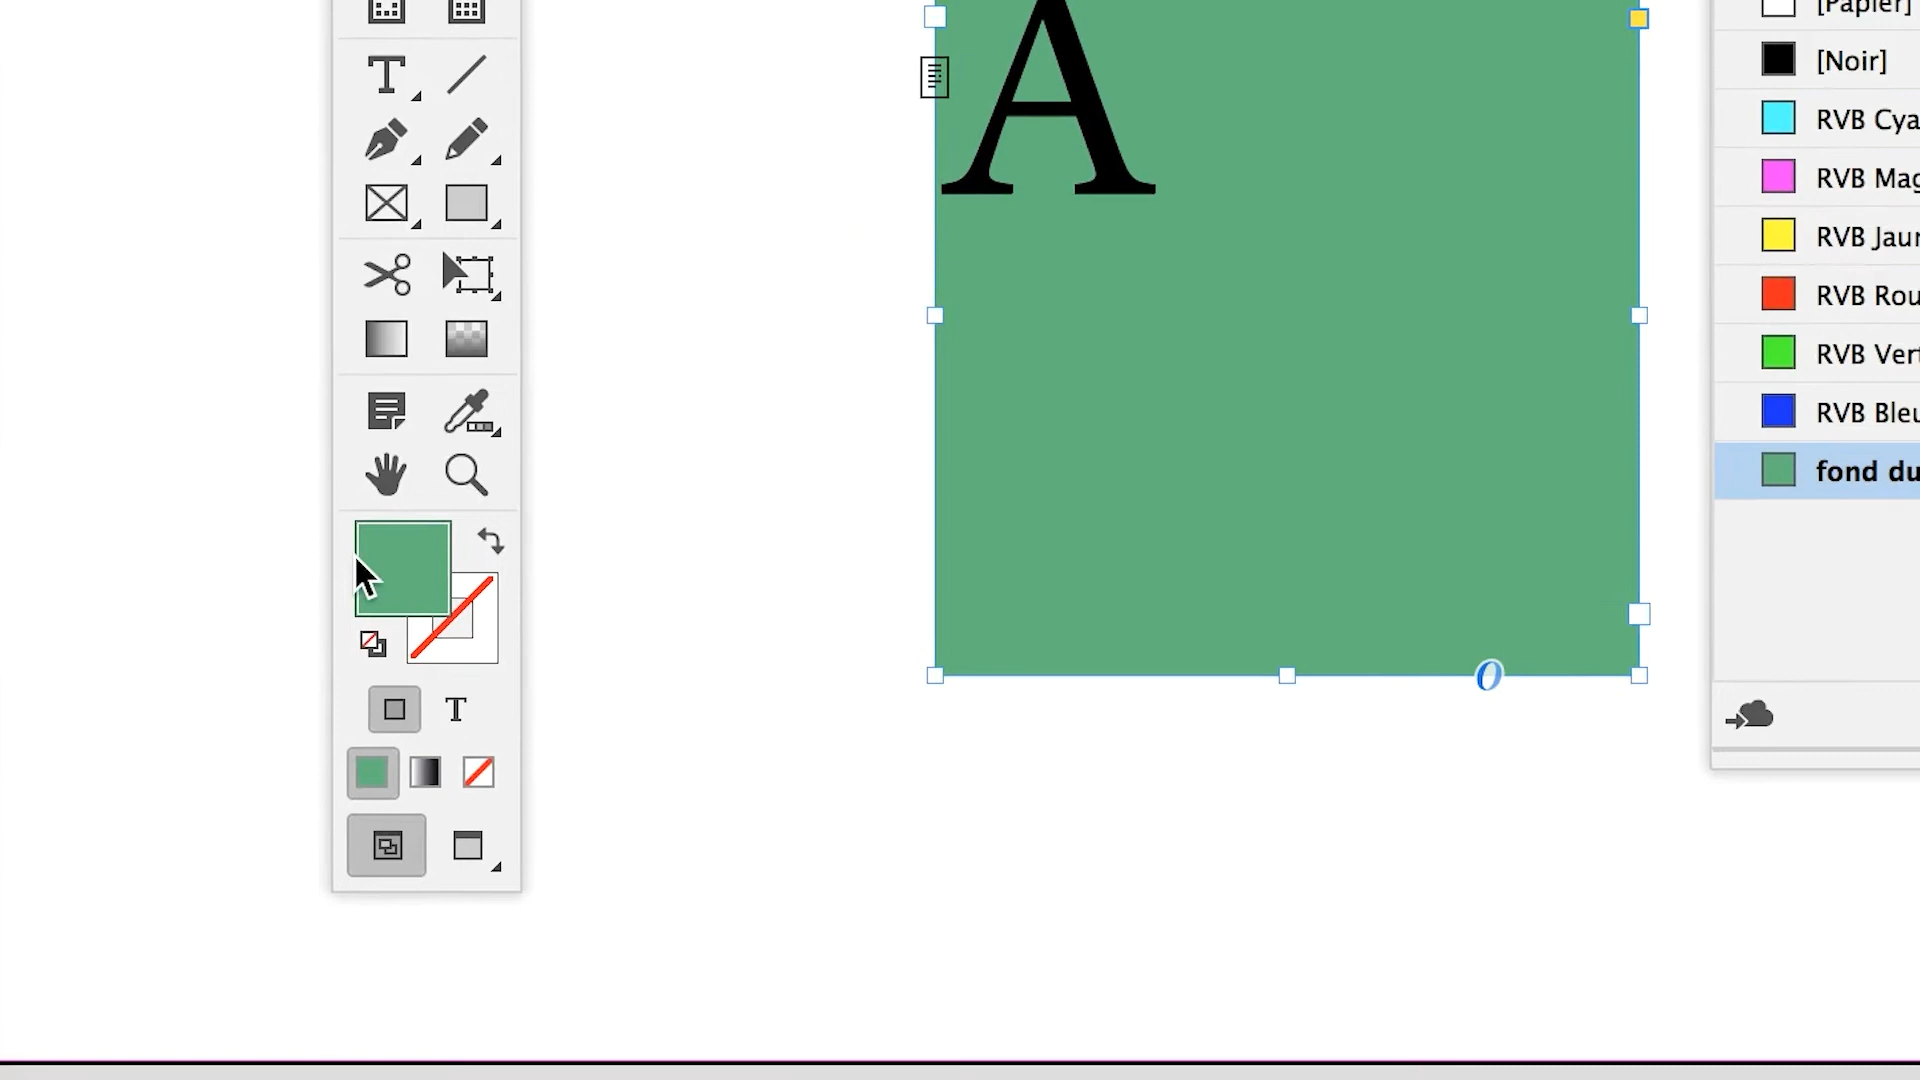 A
[Papier]
[Noir]
RVB Cya
RVB Mag
RVB Jaun
RVB Rou
RVB Vert
RVB Bleu
fond du